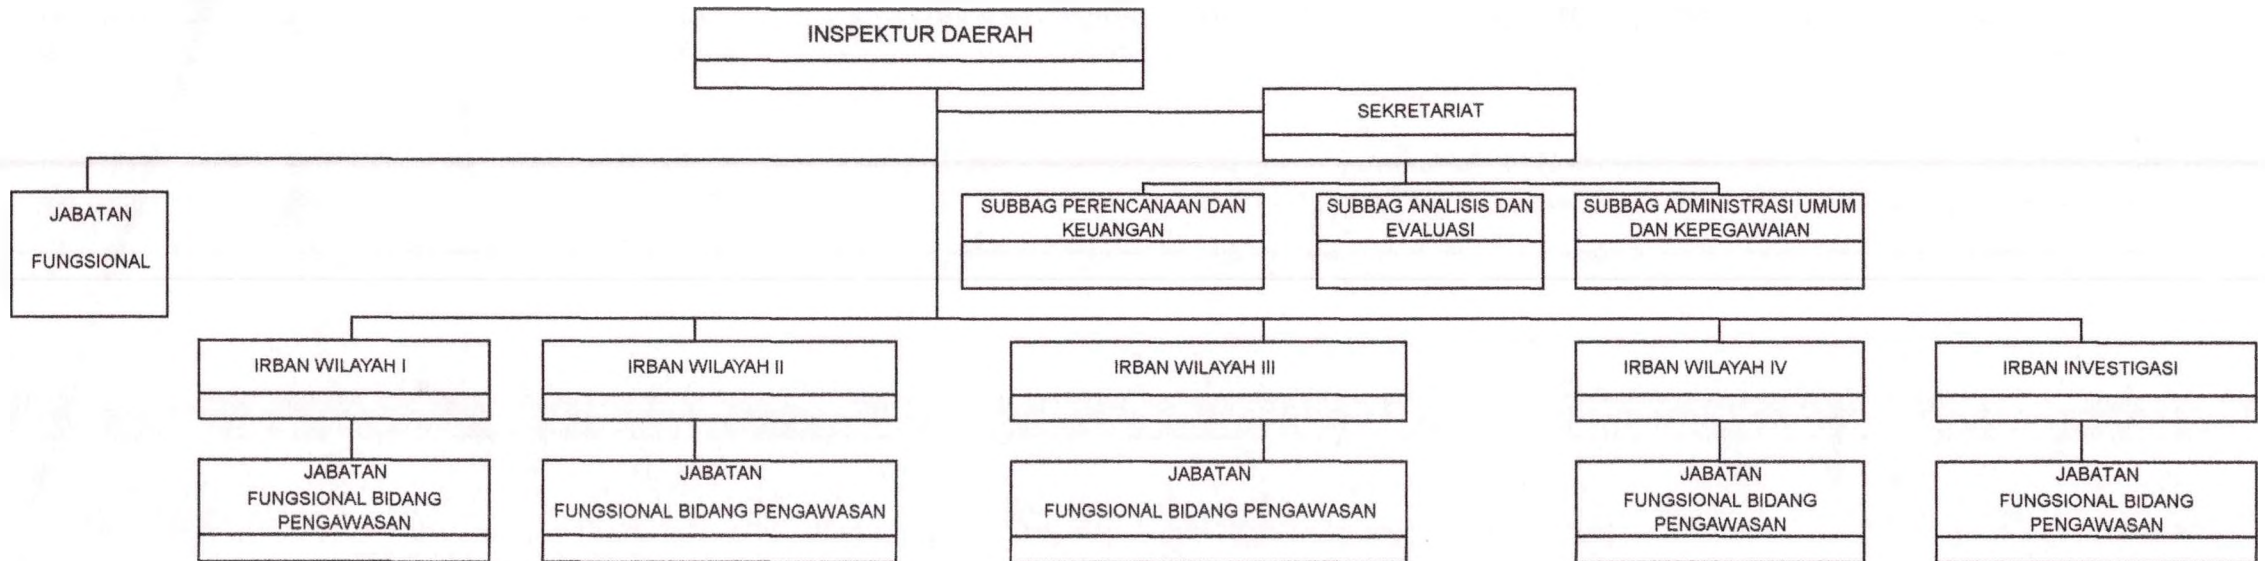 INSPEKTUR DAERAH
SEKRETARIAT
JABATAN
FUNGSIONAL
SUBBAG PERENCANAAN DAN
KEUANGAN
SUBBAG ANALISIS DAN
EVALUASI
SUBBAG ADMINISTRASI UMUM
DAN KEPEGAWAIAN
IRBAN WILAYAH I
IRBAN WILAYAH II
IRBAN WILAYAH III
IRBAN WILAYAH IV
IRBAN INVESTIGASI
JABATAN
FUNGSIONAL BIDANG
PENGAWASAN
JABATAN
FUNGSIONAL BIDANG PENGAWASAN
JABATAN
FUNGSIONAL BIDANG PENGAWASAN
JABATAN
FUNGSIONAL BIDANG
PENGAWASAN
JABATAN
FUNGSIONAL BIDANG
PENGAWASAN